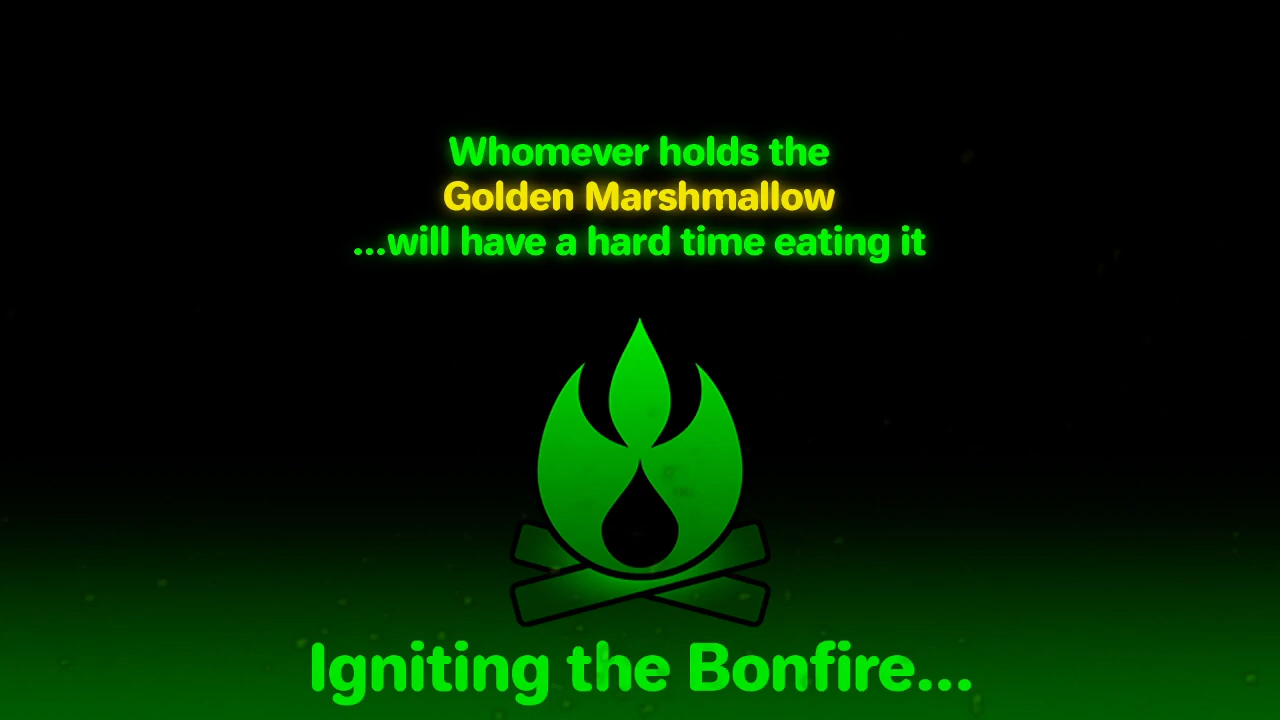 Whomever holds the
Golden Marshmallow
...will have a hard time eating it
Igniting the Bonfire...